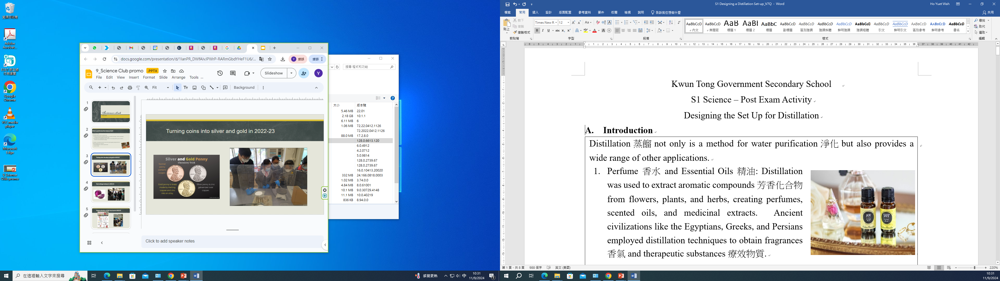 資源回收筒
Adobe
Acrobat...
ESET 安全銀
行與瀏覽
Google
Chrome
VLC media
player
Microsoft
Edge
9_Science
Club promo
docs.google.com/presentation/d/1IanPR_DWfAlvJPWrP-RARmGbdYHeF1U6/...
Y 錯誤
錯誤
9_Science Club promo .PPTX
File Edit View Insert Format Slide Arrange Tools ...
Slideshow
Y
Fit
Background
1
Science club
2
3
4
5
Turning coins into silver and gold in 2022-23
Silver and Gold Penny
Chemistry Trick
Normal
penny
contains
copper.
Gold penny is brass
made by melting
copper and zinc
into an alloy.
Silver penny is zinc
galvanized over
copper.
Click to add speaker notes
搜尋 程式和功能
大小 版本號
5.46 MB 22.01
2.18 GB 10.1.1
6.11 MB 6
1.06 MB 72.22.0412.1126
72.2022.0412.1126
88.0 MB 17.2.8.0
128.0.6613.120
6.0.4912
4.2.0712
5.0.9814
128.0.2739.67
128.0.2739.67
16.0.10413.20020
332 MB 24.166.0818.0003
1.02 MB 3.74.0.0
4.84 MB 8.0.61001
10.1 MB 9.0.30729.4148
11.1 MB 10.0.40219
836 KB 8.94.0.0
在這裡輸入文字來搜尋
感覺更熱
中
10:31
11/9/2024
S1 Designing a Distillation Set-up_V7Q - Word
Ho Yuet Wah
檔案 常用 插入 設計 版面配置 參考資料 郵件 校閱 檢視 說明 告訴我您想做什麼
共用
貼上
剪下
複製
複製格式
剪貼簿
Times New R 12
字型
段落
AaBbCcD 內文
AaBbCcD 無間距
AaB 標題 1
AaBl 標題 2
AaBbC 標題
AaBbCcD 副標題
AaBbCcD 區別強調
AaBbCcD 強調斜體
AaBbCcD 鮮明強調
AaBbCcD 強調粗體
AaBbCcD 引文
AaBbCcD 鮮明引文
AaBbCcD 區別參考
AaBbCcD 鮮明參考
AaBbCcD 書名
樣式
尋找
取代
選取
編輯
Kwun Tong Government Secondary School
S1 Science – Post Exam Activity
Designing the Set Up for Distillation
A. Introduction
Distillation 蒸餾 not only is a method for water purification 淨化 but also provides a
wide range of other applications.
1. Perfume 香水 and Essential Oils 精油: Distillation
was used to extract aromatic compounds 芳香化合物
from flowers, plants, and herbs, creating perfumes,
scented oils, and medicinal extracts. Ancient
civilizations like the Egyptians, Greeks, and Persians
employed distillation techniques to obtain fragrances
香氣 and therapeutic substances 療效物質.
JOY
SPICE
第 1 頁，共 8 頁 988 個字 英文 (美國)
220%
10:31
11/9/2024